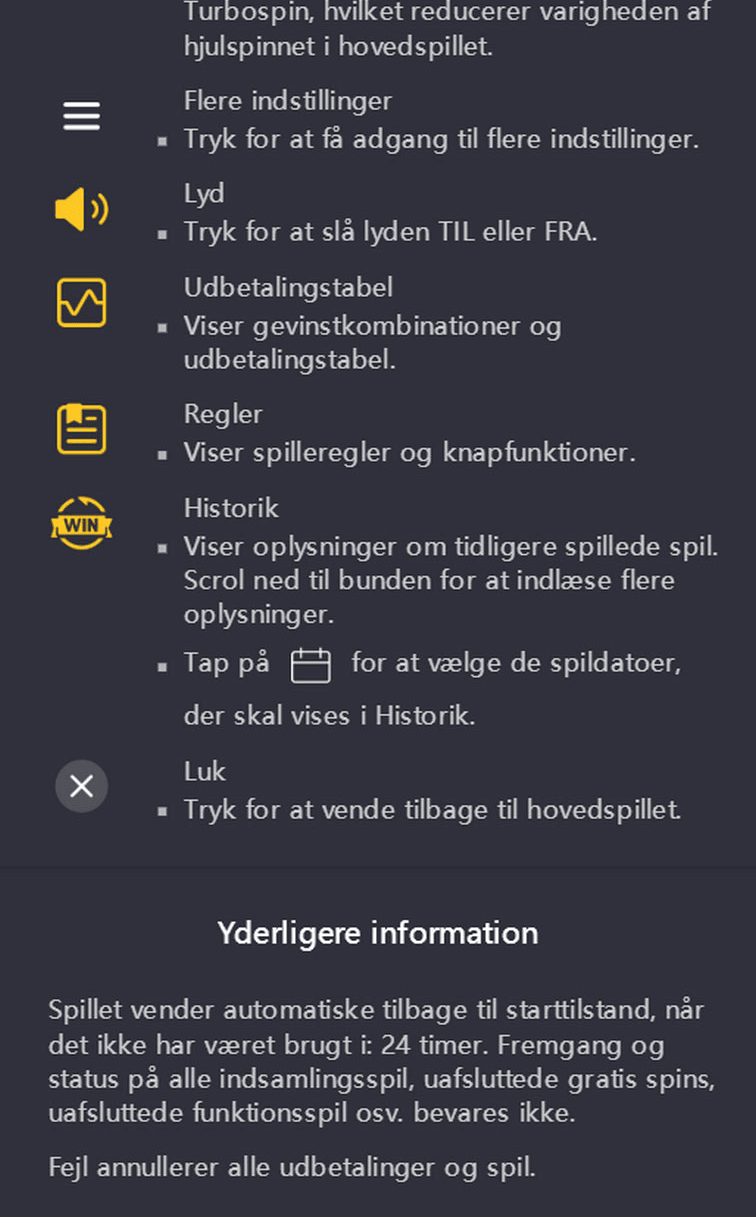 Turbospin, hvilket reducerer varigheden af
hjulspinnet i hovedspillet.
Flere indstillinger
▪ Tryk for at få adgang til flere indstillinger.
Lyd
▪ Tryk for at slå lyden TIL eller FRA.
Udbetalingstabel
▪ Viser gevinstkombinationer og
udbetalingstabel.
Regler
▪ Viser spilleregler og knapfunktioner.
WIN
Historik
▪ Viser oplysninger om tidligere spillede spil.
Scrol ned til bunden for at indlæse flere
oplysninger.
▪ Tap på for at vælge de spildatoer,
der skal vises i Historik.
Luk
▪ Tryk for at vende tilbage til hovedspillet.
Yderligere information
Spillet vender automatiske tilbage til starttilstand, når
det ikke har været brugt i: 24 timer. Fremgang og
status på alle indsamlingsspil, uafsluttede gratis spins,
uafsluttede funktionsspil osv. bevares ikke.
Fejl annullerer alle udbetalinger og spil.